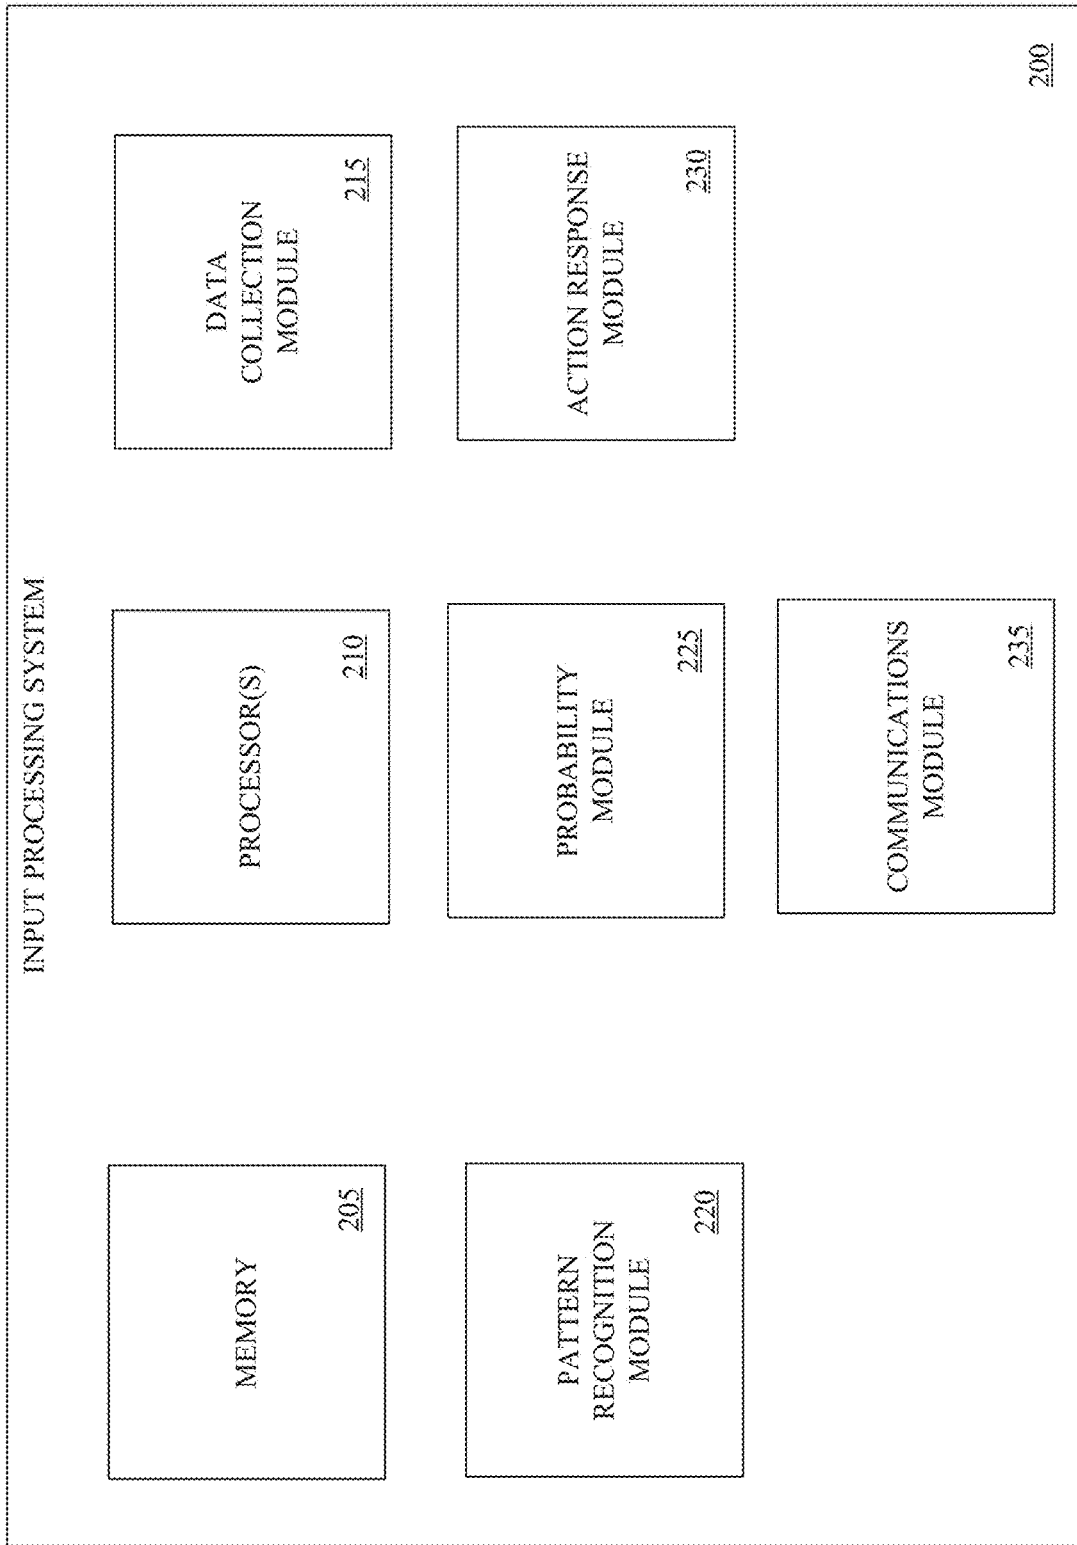 INPUT PROCESSING SYSTEM
MEMORY
205
PROCESSOR(S)
210
DATA
COLLECTION
MODULE
215
PATTERN
RECOGNITION
MODULE
220
PROBABILITY
MODULE
225
ACTION RESPONSE
MODULE
230
COMMUNICATIONS
MODULE
235
200